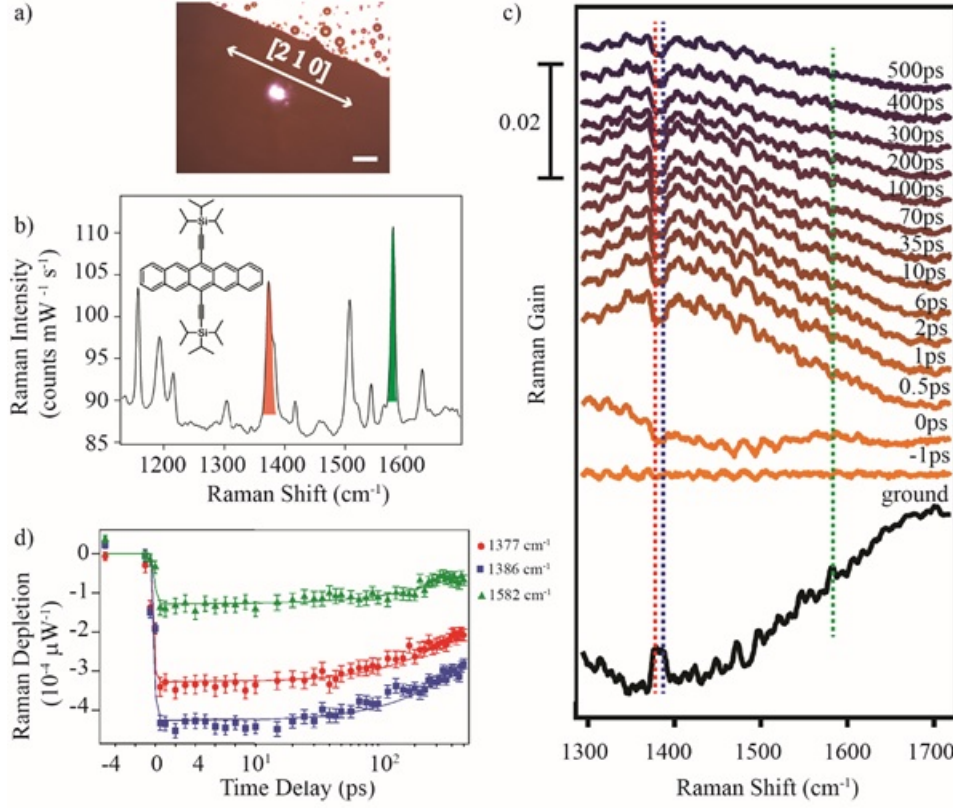 a)
[2 1 0]
b)
Raman Intensity
(counts mW⁻¹ s⁻¹)
110
105
100
95
90
85
Si
Si
1200 1300 1400 1500 1600
Raman Shift (cm⁻¹)
c)
0.02
Raman Gain
500ps
400ps
300ps
200ps
100ps
70ps
35ps
10ps
6ps
2ps
1ps
0.5ps
0ps
-1ps
ground
1300 1400 1500 1600 1700
Raman Shift (cm⁻¹)
d)
Raman Depletion
(10⁻⁴ μW⁻¹)
0
-1
-2
-3
-4
-4 0 4 10¹ 10²
Time Delay (ps)
1377 cm⁻¹
1386 cm⁻¹
1582 cm⁻¹